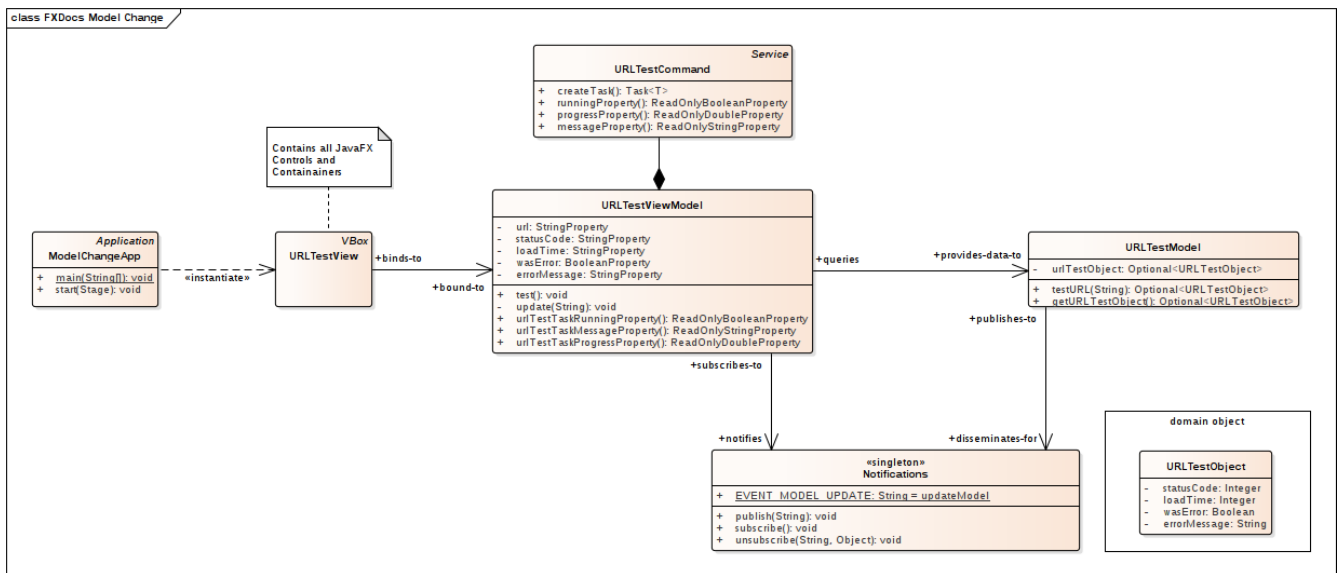 class FXDocs Model Change
Service
URLTestCommand
+ createTask(): Task<T>
+ runningProperty(): ReadOnlyBooleanProperty
+ progressProperty(): ReadOnlyDoubleProperty
+ messageProperty(): ReadOnlyStringProperty
Contains all JavaFX
Controls and
Containainers
Application
ModelChangeApp
+ main(String[]): void
+ start(Stage): void
«instantiate»
VBox
URLTestView
+binds-to
+bound-to
URLTestViewModel
- url: StringProperty
- statusCode: StringProperty
- loadTime: StringProperty
- wasError: BooleanProperty
- errorMessage: StringProperty
+ test(): void
- update(String): void
+ urlTestTaskRunningProperty(): ReadOnlyBooleanProperty
+ urlTestTaskMessageProperty(): ReadOnlyStringProperty
+ urlTestTaskProgressProperty(): ReadOnlyDoubleProperty
+queries
+provides-data-to
URLTestModel
- urlTestObject: Optional<URLTestObject>
+ testURL(String): Optional<URLTestObject>
+ getURLTestObject(): Optional<URLTestObject>
+publishes-to
+subscribes-to
+notifies
+disseminates-for
«singleton»
Notifications
+ EVENT_MODEL_UPDATE: String = updateModel
+ publish(String): void
+ subscribe(): void
+ unsubscribe(String, Object): void
domain object
URLTestObject
- statusCode: Integer
- loadTime: Integer
- wasError: Boolean
- errorMessage: String